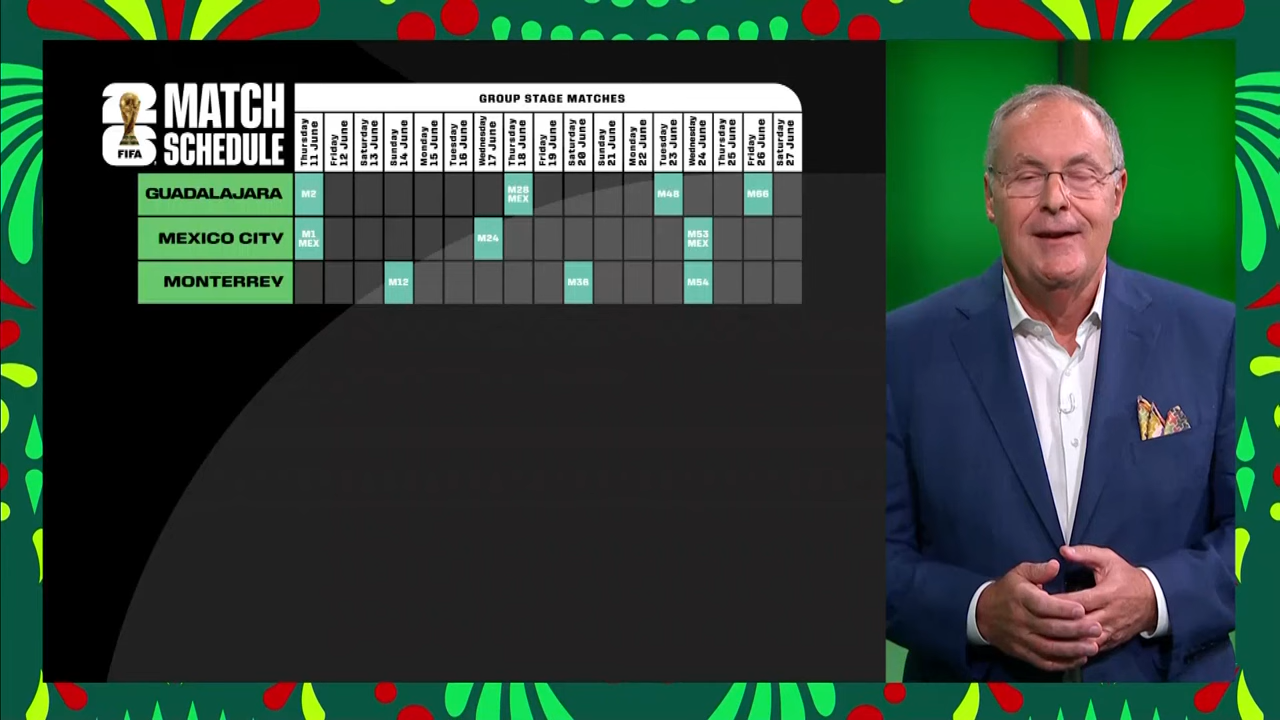 26
FIFA
MATCH
SCHEDULE
GROUP STAGE MATCHES
Thursday 11 June
Friday 12 June
Saturday 13 June
Sunday 14 June
Monday 15 June
Tuesday 16 June
Wednesday 17 June
Thursday 18 June
Friday 19 June
Saturday 20 June
Sunday 21 June
Monday 22 June
Tuesday 23 June
Wednesday 24 June
Thursday 25 June
Friday 26 June
Saturday 27 June
GUADALAJARA M2 M28 MEX M48 M66
MEXICO CITY M1 MEX M24 M53 MEX
MONTERREY M12 M36 M54